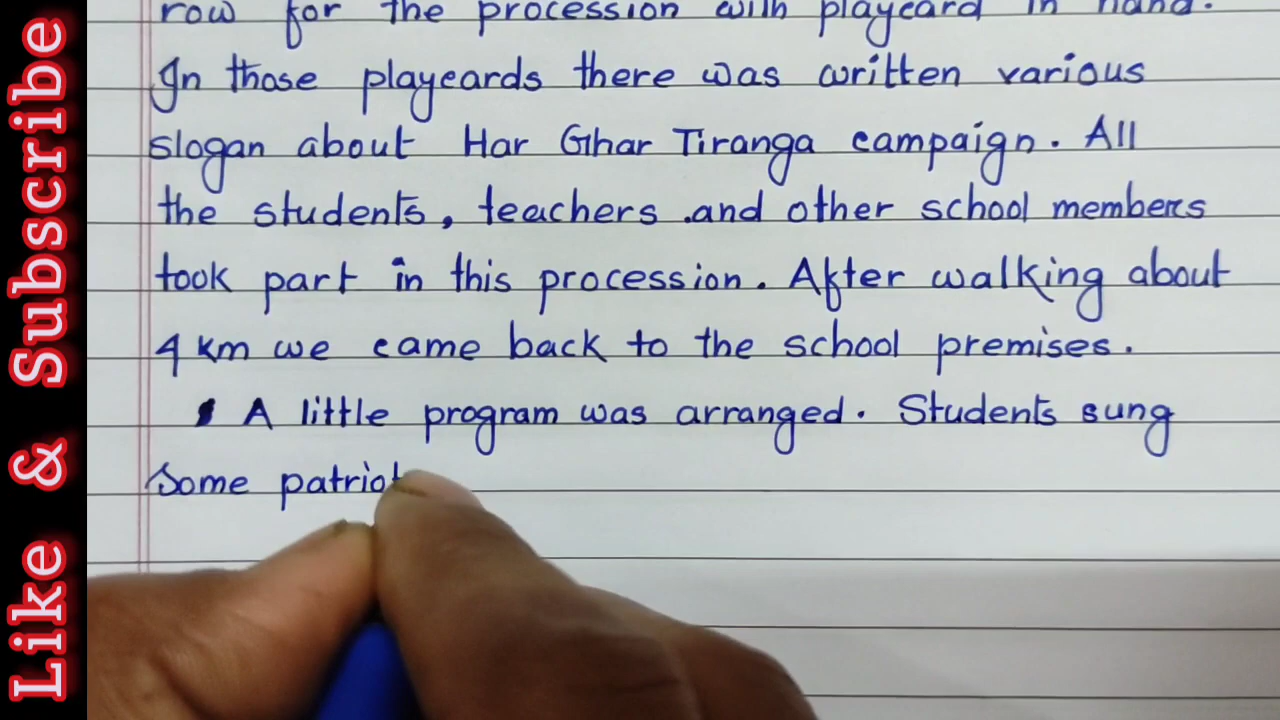 Like & Subscribe
row for the procession with playcard in hand.
In those playcards there was written various
slogan about Har Ghar Tiranga campaign. All
the students, teachers and other school members
took part in this procession. After walking about
4 km we came back to the school premises.
A little program was arranged. Students sung
some patriot